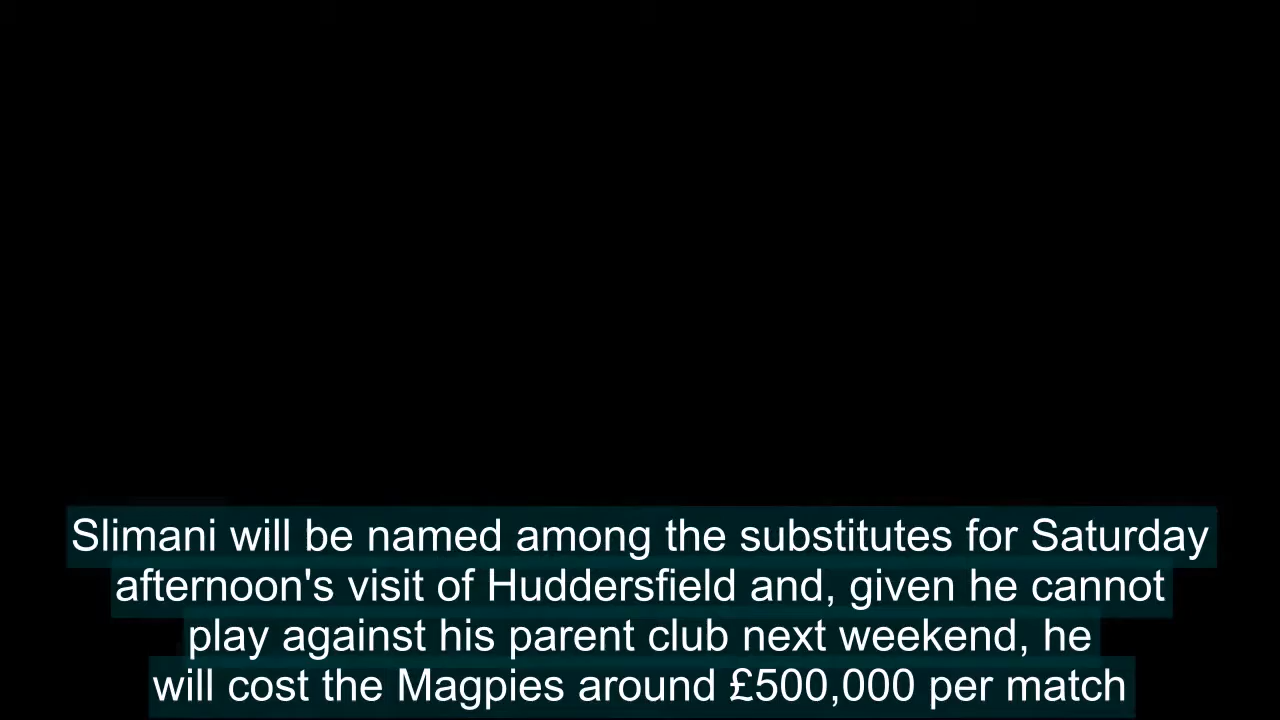 Slimani will be named among the substitutes for Saturday
afternoon's visit of Huddersfield and, given he cannot
play against his parent club next weekend, he
will cost the Magpies around £500,000 per match